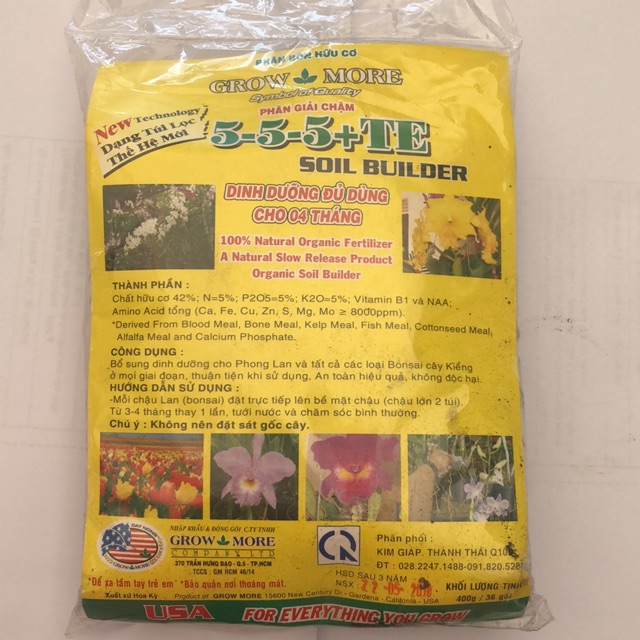 PHÂN BÓN HỮU CƠ
GROW MORE
Symbol of Quality
PHÂN GIẢI CHẬM
New Technology
Dạng Túi Lọc
Thế Hệ Mới
5-5-5+TE
SOIL BUILDER
DINH DƯỠNG ĐỦ DÙNG
CHO 04 THÁNG
100% Natural Organic Fertilizer
A Natural Slow Release Product
Organic Soil Builder
THÀNH PHẦN :
Chất hữu cơ 42%; N=5%; P2O5=5%; K2O=5%; Vitamin B1 và NAA;
Amino Acid tổng (Ca, Fe, Cu, Zn, S, Mg, Mo ≥ 8000ppm).
*Derived From Blood Meal, Bone Meal, Kelp Meal, Fish Meal, Cottonseed Meal,
Alfalfa Meal and Calcium Phosphate.
CÔNG DỤNG :
Bổ sung dinh dưỡng cho Phong Lan và tất cả các loại Bonsai cây Kiểng
ở mọi giai đoạn, thuận tiện khi sử dụng, An toàn hiệu quả, không độc hại.
HƯỚNG DẪN SỬ DỤNG :
-Mỗi chậu Lan (bonsai) đặt trực tiếp lên bề mặt chậu (chậu lớn 2 túi).
Từ 3-4 tháng thay 1 lần, tưới nước và chăm sóc bình thường.
Chú ý : Không nên đặt sát gốc cây.
NHẬP KHẨU & ĐÓNG GÓI C.TY TNHH
GROW MORE
COMPANY LTD
270 TRẦN HƯNG ĐẠO - Q.5 - TP.HCM
TCCS : GM HCM 46/14
Phân phối :
KIM GIÁP. THÀNH THÁI Q10
ĐT : 028.2247.1488-091.820.528
HSD SAU 3 NĂM
NSX 27-05-2018
KHỐI LƯỢNG TỊNH
400g / 36 gói
*Để xa tầm tay trẻ em* *Bảo quản nơi thoáng mát.
Xuất xứ Hoa Kỳ
Product of GROW MORE 15600 New Century Dr - Gardena - California - USA
USA FOR EVERYTHING YOU GROW